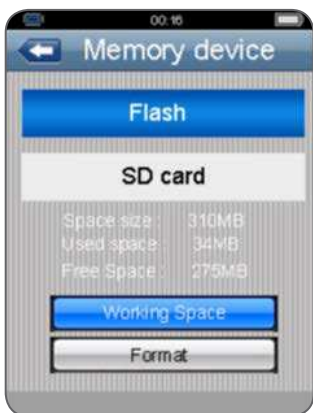 00:16
Memory device
Flash
SD card
Space size : 310MB
Used space : 34MB
Free Space : 275MB
Working Space
Format